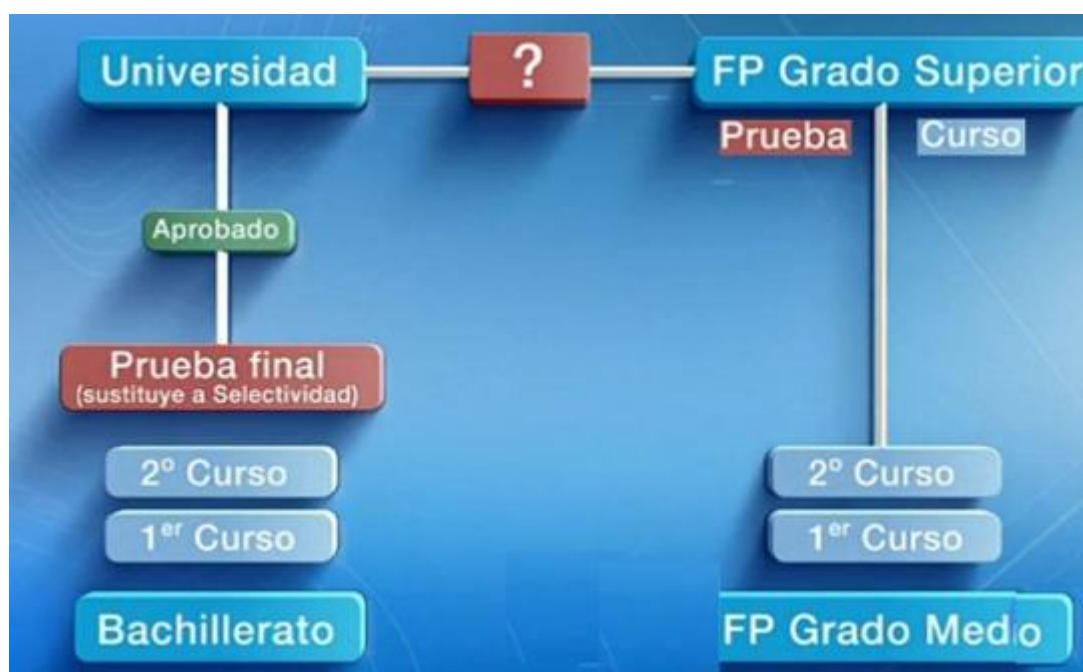 Universidad
?
FP Grado Superior
Prueba
Curso
Aprobado
Prueba final
(sustituye a Selectividad)
2º Curso
2º Curso
1er Curso
1er Curso
Bachillerato
FP Grado Medio